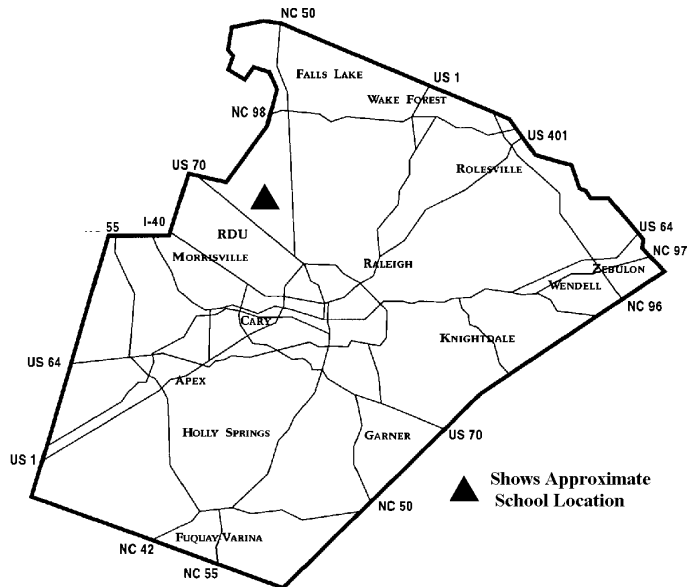 NC 50
FALLS LAKE
US 1
WAKE FOREST
NC 98
US 401
US 70
ROLESVILLE
55
I-40
RDU
US 64
MORRISVILLE
RALEIGH
NC 97
ZEBULON
WENDELL
NC 96
CARY
KNIGHTDALE
US 64
APEX
HOLLY SPRINGS
GARNER
US 70
US 1
Shows Approximate
School Location
NC 50
FUQUAY VARINA
NC 42
NC 55